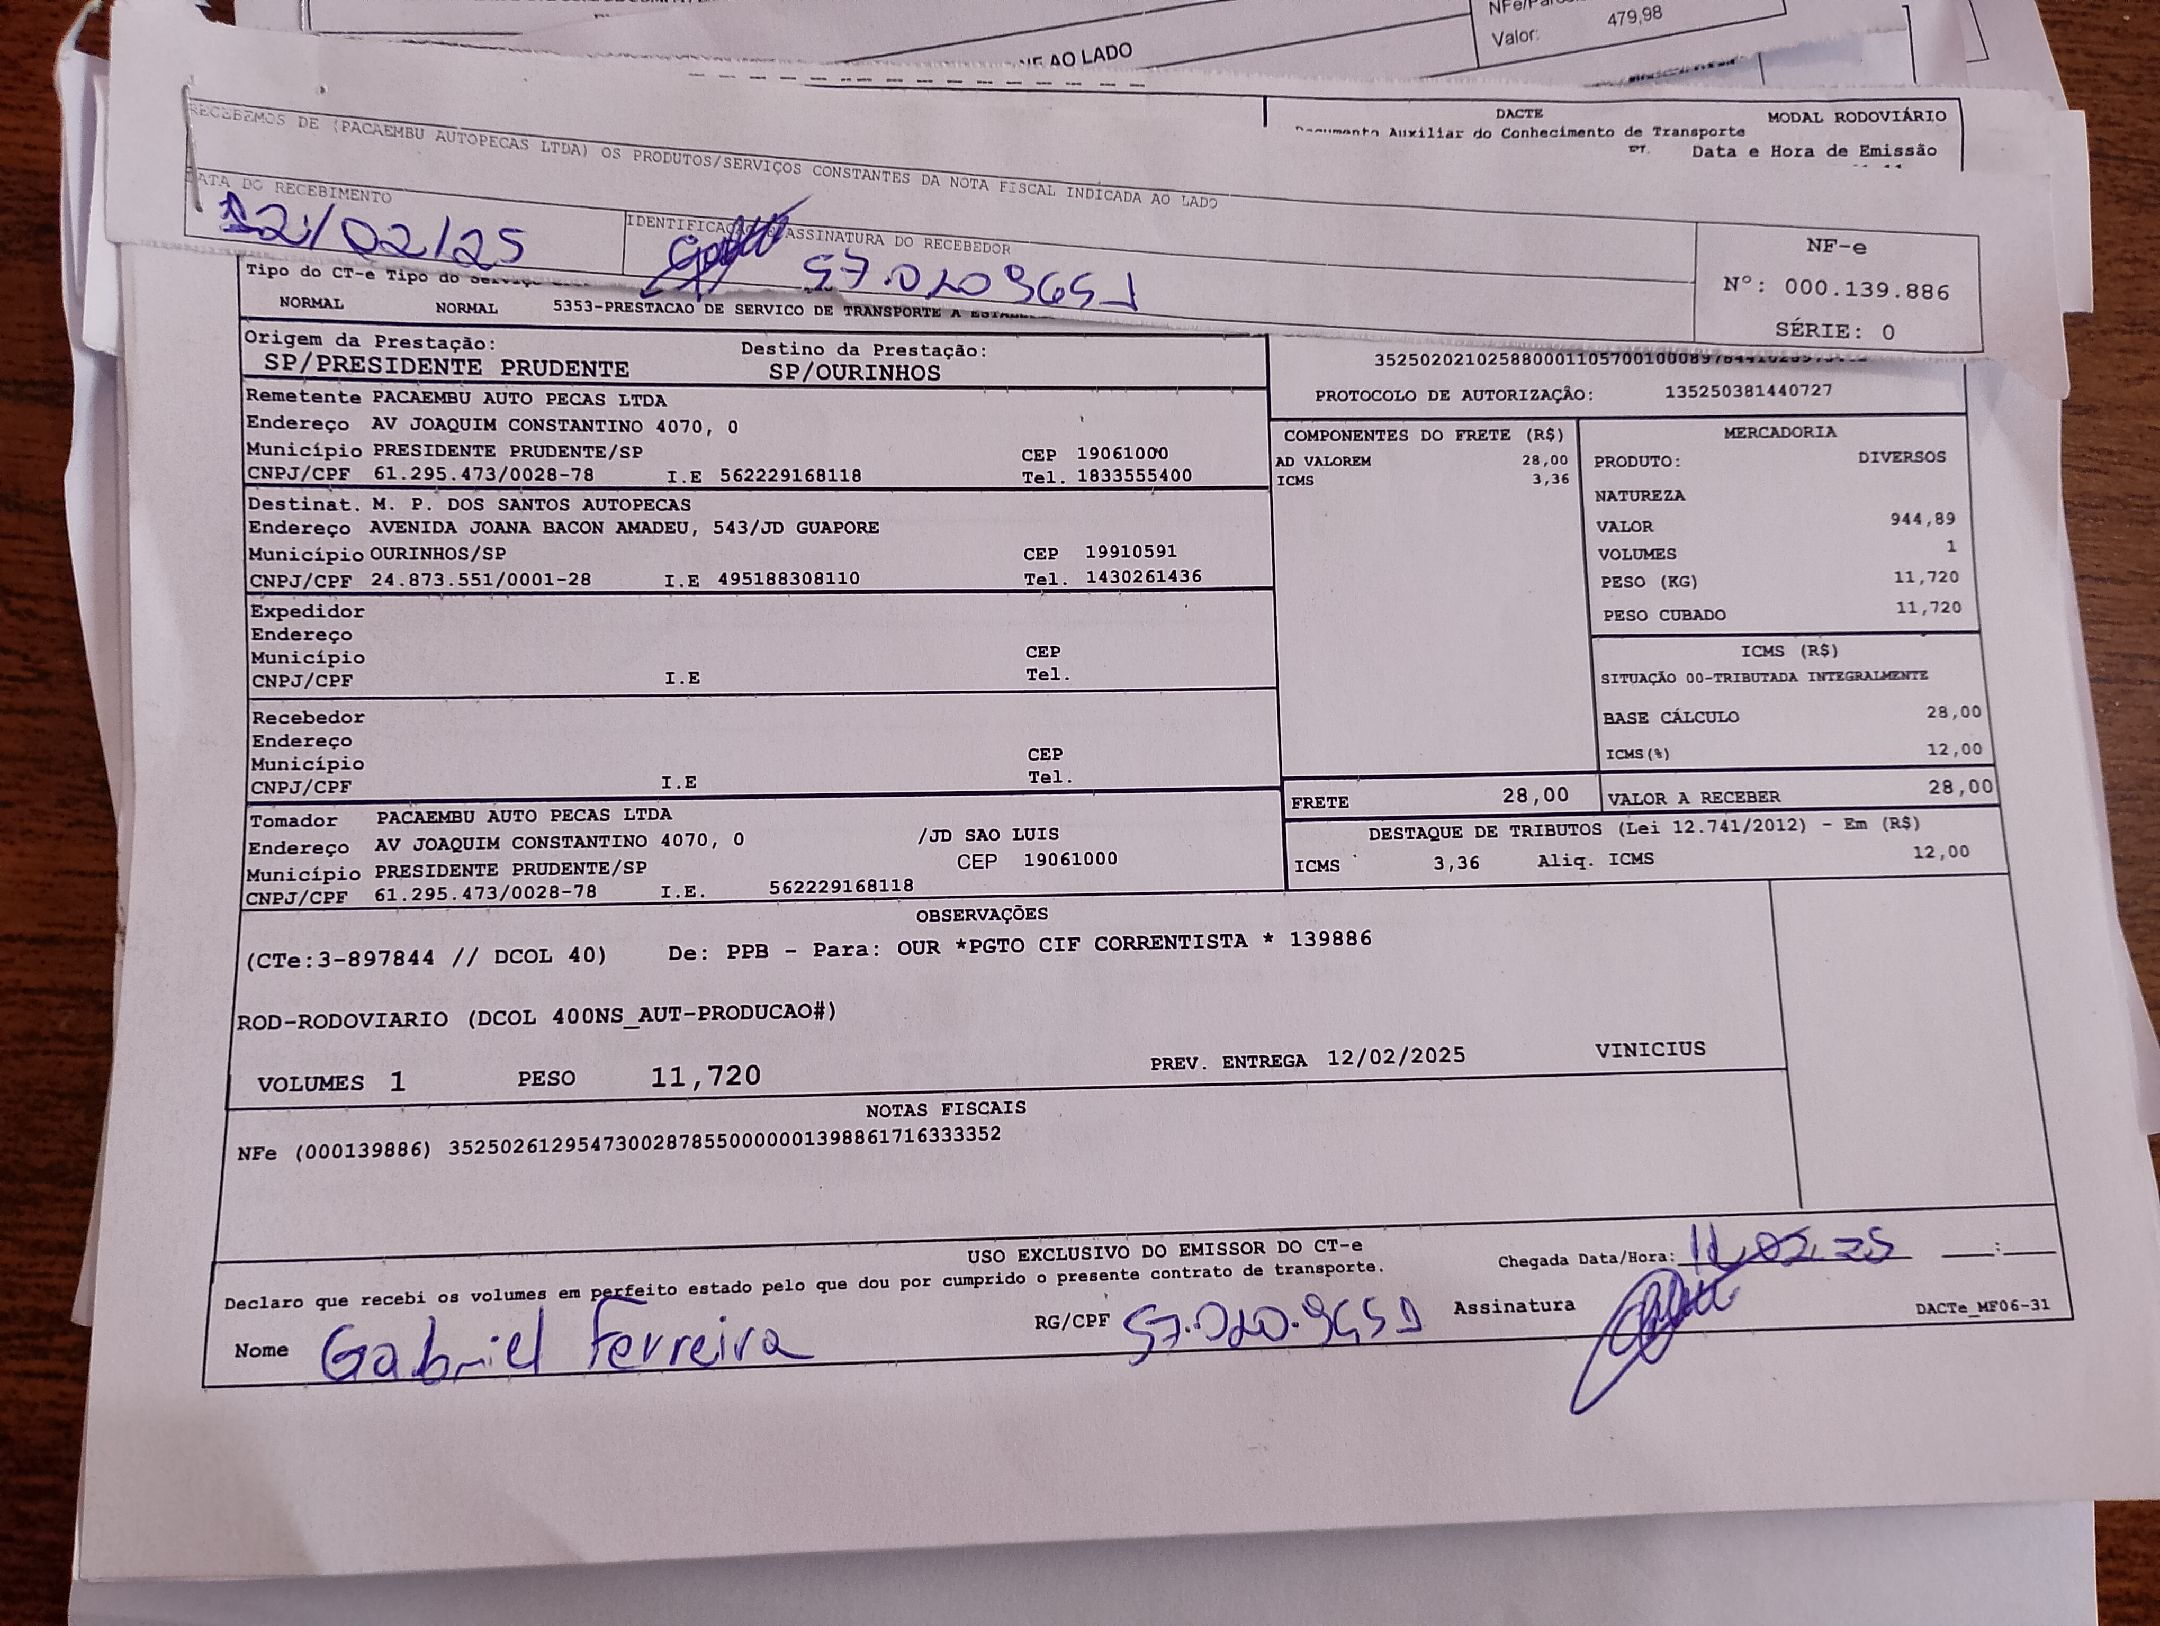 NFe/Parc
Valor: 479,98
NF AO LADO
DACTE MODAL RODOVIÁRIO
Documento Auxiliar do Conhecimento de Transporte
Data e Hora de Emissão
RECEBEMOS DE (PACAEMBU AUTOPECAS LTDA) OS PRODUTOS/SERVIÇOS CONSTANTES DA NOTA FISCAL INDICADA AO LADO
DATA DO RECEBIMENTO
12/02/25
IDENTIFICAÇÃO E ASSINATURA DO RECEBEDOR
57.020965-1
NF-e
Nº: 000.139.886
SÉRIE: 0
Tipo do CT-e Tipo do Serviço
NORMAL NORMAL 5353-PRESTACAO DE SERVICO DE TRANSPORTE A
Origem da Prestação: Destino da Prestação:
SP/PRESIDENTE PRUDENTE SP/OURINHOS
PROTOCOLO DE AUTORIZAÇÃO: 135250381440727
Remetente PACAEMBU AUTO PECAS LTDA
Endereço AV JOAQUIM CONSTANTINO 4070, 0
Município PRESIDENTE PRUDENTE/SP CEP 19061000
CNPJ/CPF 61.295.473/0028-78 I.E 562229168118 Tel. 1833555400
Destinat. M. P. DOS SANTOS AUTOPECAS
Endereço AVENIDA JOANA BACON AMADEU, 543/JD GUAPORE
Município OURINHOS/SP CEP 19910591
CNPJ/CPF 24.873.551/0001-28 I.E 495188308110 Tel. 1430261436
Expedidor
Endereço
Município CEP
CNPJ/CPF I.E Tel.
Recebedor
Endereço
Município CEP
CNPJ/CPF I.E Tel.
Tomador PACAEMBU AUTO PECAS LTDA
Endereço AV JOAQUIM CONSTANTINO 4070, 0 /JD SAO LUIS
Município PRESIDENTE PRUDENTE/SP CEP 19061000
CNPJ/CPF 61.295.473/0028-78 I.E. 562229168118
COMPONENTES DO FRETE (R$)
AD VALOREM 28,00
ICMS 3,36
MERCADORIA
PRODUTO: DIVERSOS
NATUREZA
VALOR 944,89
VOLUMES 1
PESO (KG) 11,720
PESO CUBADO 11,720
ICMS (R$)
SITUAÇÃO 00-TRIBUTADA INTEGRALMENTE
BASE CÁLCULO 28,00
ICMS(%) 12,00
FRETE 28,00 VALOR A RECEBER 28,00
DESTAQUE DE TRIBUTOS (Lei 12.741/2012) - Em (R$)
ICMS 3,36 Aliq. ICMS 12,00
OBSERVAÇÕES
(CTe:3-897844 // DCOL 40) De: PPB - Para: OUR *PGTO CIF CORRENTISTA * 139886
ROD-RODOVIARIO (DCOL 400NS_AUT-PRODUCAO#)
VOLUMES 1 PESO 11,720 PREV. ENTREGA 12/02/2025 VINICIUS
NOTAS FISCAIS
NFe (000139886) 35250261295473002878550000001398861716333352
USO EXCLUSIVO DO EMISSOR DO CT-e
Declaro que recebi os volumes em perfeito estado pelo que dou por cumprido o presente contrato de transporte.
Chegada Data/Hora: 12.02.25 __:__
Nome Gabriel Ferreira RG/CPF 57.020.965-1 Assinatura
DACTe_MF06-31